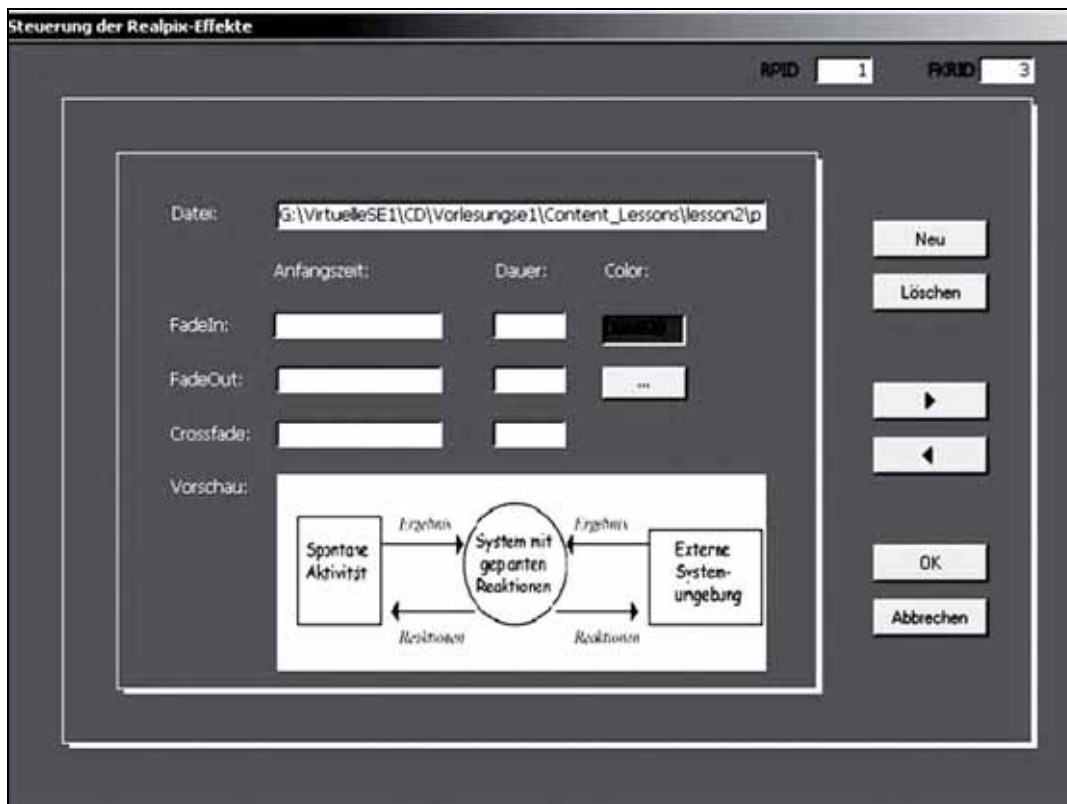 Steuerung der Realpix-Effekte
RPID 1 FKRID 3
Datei: G:\VirtuelleSE1\CD\Vorlesungse1\Content_Lessons\lesson2\p
Neu
Anfangszeit: Dauer: Color:
Löschen
FadeIn:
FadeOut: ...
Crossfade:
Vorschau:
Spontane
Aktivität
Ergebnis
System mit
gepanten
Reaktionen
Ergebnis
Externe
System-
umgebung
Reaktionen
Reaktionen
OK
Abbrechen